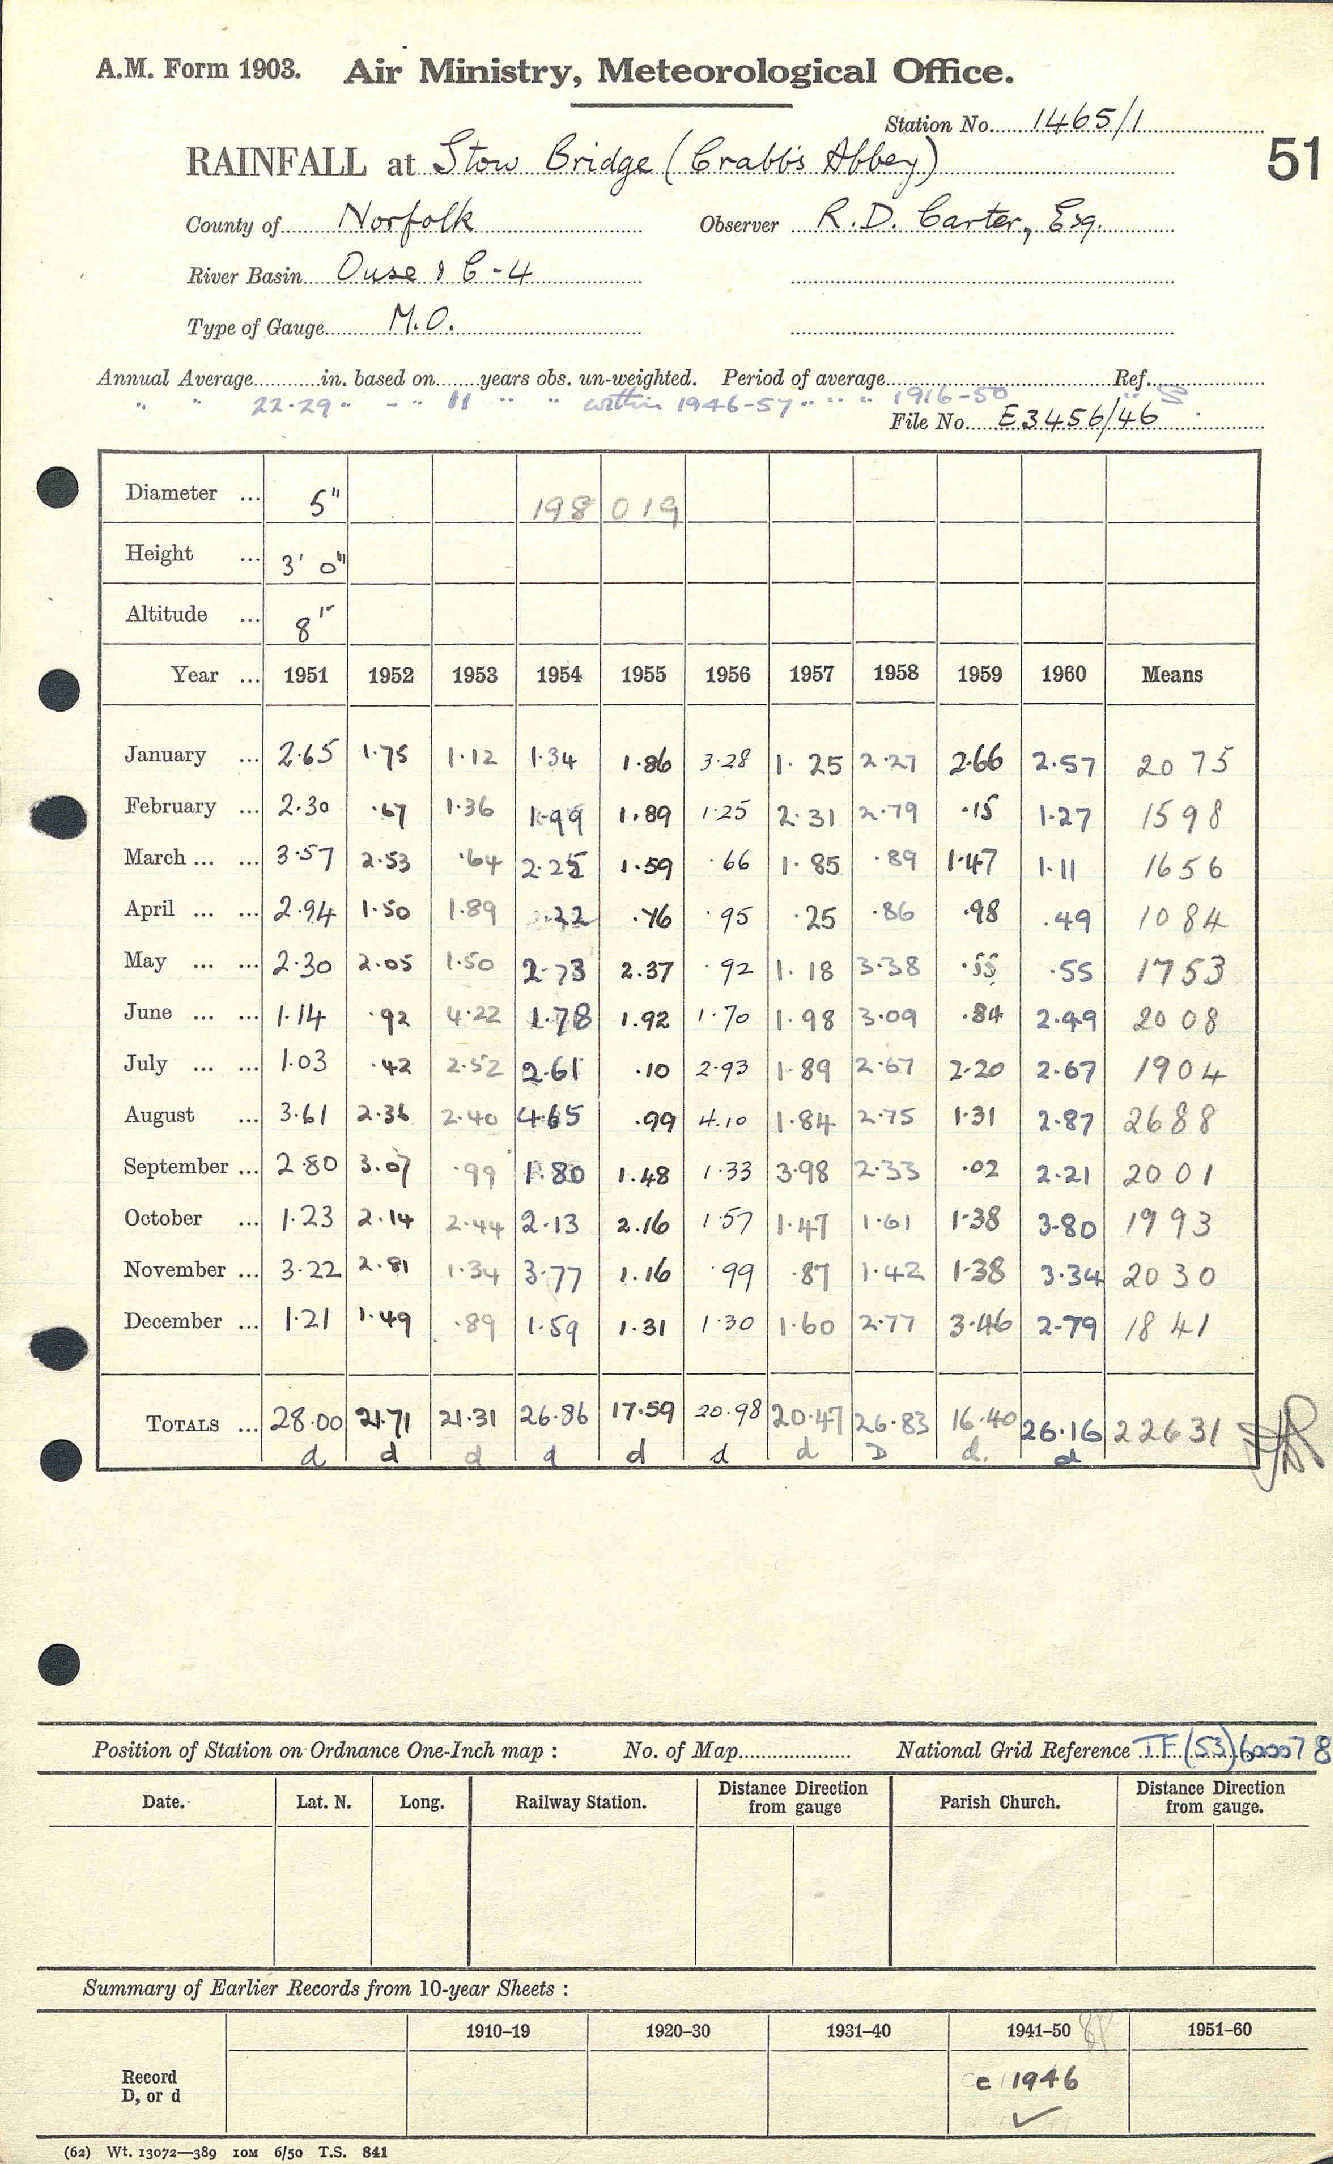 A.M. Form 1903. Air Ministry, Meteorological Office.
Station No. 1465/1
51
RAINFALL at Stow Bridge (Crabb's Abbey)
County of Norfolk Observer R.D. Carter, Esq.
River Basin Ouse 1 C-4
Type of Gauge M.O.
Annual Average in. based on years obs. un-weighted. Period of average Ref.
" " 22.29 " - " 11 " " within 1946-57 " " " 1916-50 " S.
File No. E3456/46
Diameter ... 5" 198019
Height ... 3' 0"
Altitude ... 8'
Year ... 1951 1952 1953 1954 1955 1956 1957 1958 1959 1960 Means
January ... 2.65 1.75 1.12 1.34 1.86 3.28 1.25 2.27 2.66 2.57 20 75
February ... 2.30 .67 1.36 1.99 1.89 1.25 2.31 2.79 .15 1.27 1598
March ... ... 3.57 2.53 .64 2.25 1.59 .66 1.85 .89 1.47 1.11 1656
April ... ... 2.94 1.50 1.89 .22 .76 .95 .25 .86 .98 .49 1084
May ... ... 2.30 2.05 1.50 2.73 2.37 .92 1.18 3.38 .55 .55 1753
June ... ... 1.14 .92 4.22 1.78 1.92 1.70 1.98 3.09 .84 2.49 2008
July ... ... 1.03 .42 2.52 2.61 .10 2.93 1.89 2.67 2.20 2.67 1904
August ... 3.61 2.36 2.40 4.65 .99 4.10 1.84 2.75 1.31 2.87 2688
September ... 2.80 3.07 .99 1.80 1.48 1.33 3.98 2.33 .02 2.21 20 01
October ... 1.23 2.14 2.44 2.13 2.16 1.57 1.47 1.61 1.38 3.80 1993
November ... 3.22 2.81 1.34 3.77 1.16 .99 .87 1.42 1.38 3.34 20 30
December ... 1.21 1.49 .89 1.59 1.31 1.30 1.60 2.77 3.46 2.79 18 41
TOTALS ... 28.00 21.71 21.31 26.86 17.59 20.98 20.47 26.83 16.40 26.16 22631
d d d d d d d D d. d
Position of Station on Ordnance One-Inch map : No. of Map National Grid Reference TF(53)600078
Date. Lat. N. Long. Railway Station. Distance Direction from gauge Parish Church. Distance Direction from gauge.
Summary of Earlier Records from 10-year Sheets :
1910–19 1920–30 1931–40 1941–50 1951–60
Record D, or d c 1946 ✓
(62) Wt. 13072—389 10M 6/50 T.S. 841